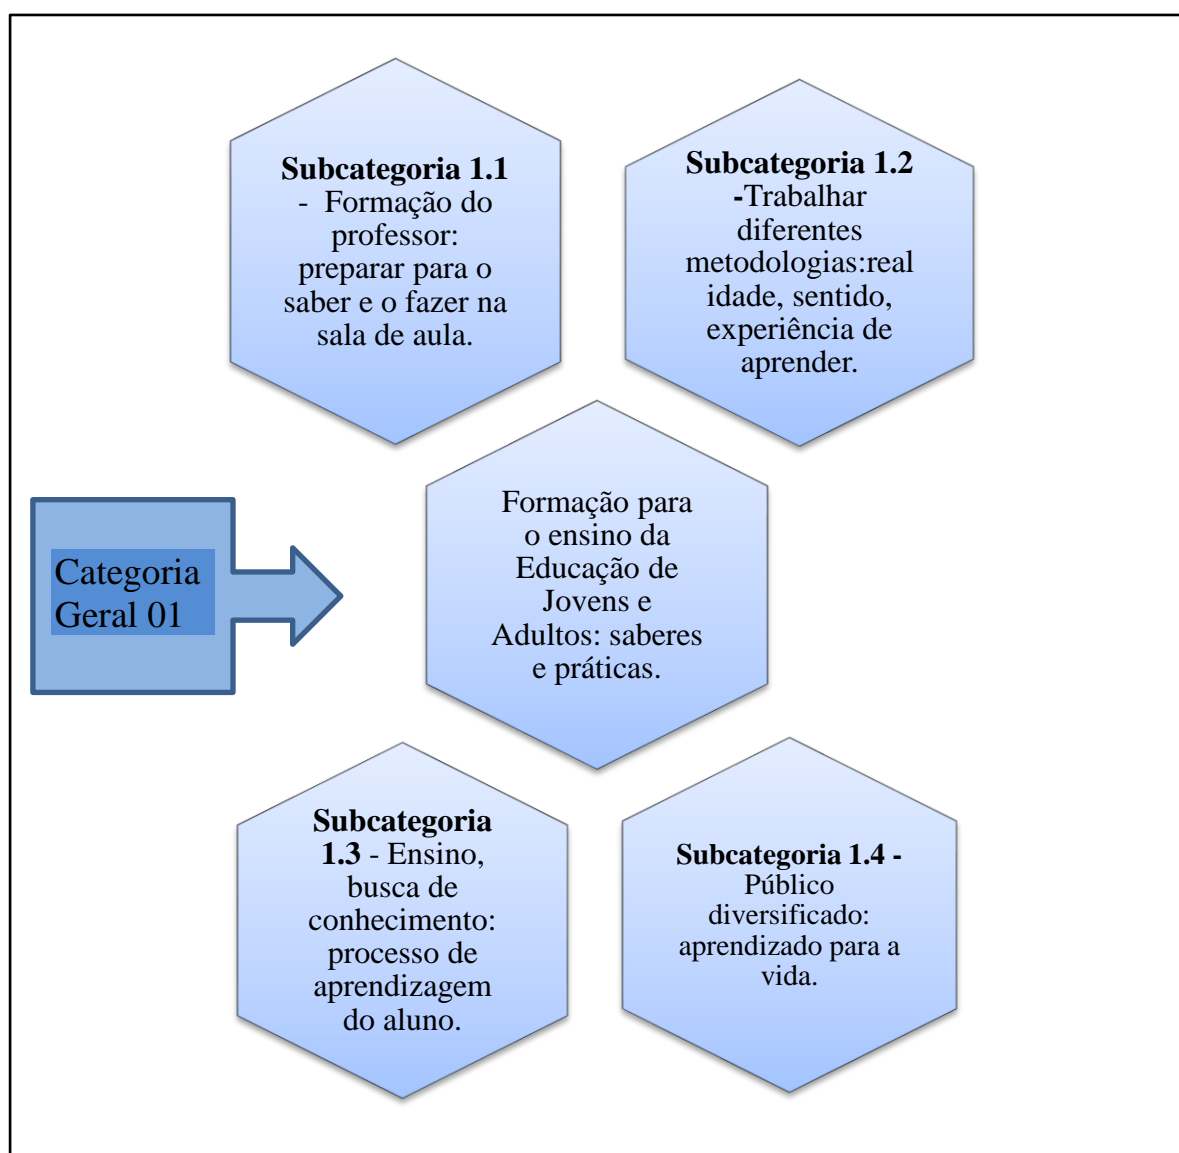 Subcategoria 1.1
- Formação do
professor:
preparar para o
saber e o fazer na
sala de aula.
Subcategoria 1.2
-Trabalhar
diferentes
metodologias:real
idade, sentido,
experiência de
aprender.
Categoria
Geral 01
Formação para
o ensino da
Educação de
Jovens e
Adultos: saberes
e práticas.
Subcategoria
1.3 - Ensino,
busca de
conhecimento:
processo de
aprendizagem
do aluno.
Subcategoria 1.4 -
Público
diversificado:
aprendizado para a
vida.